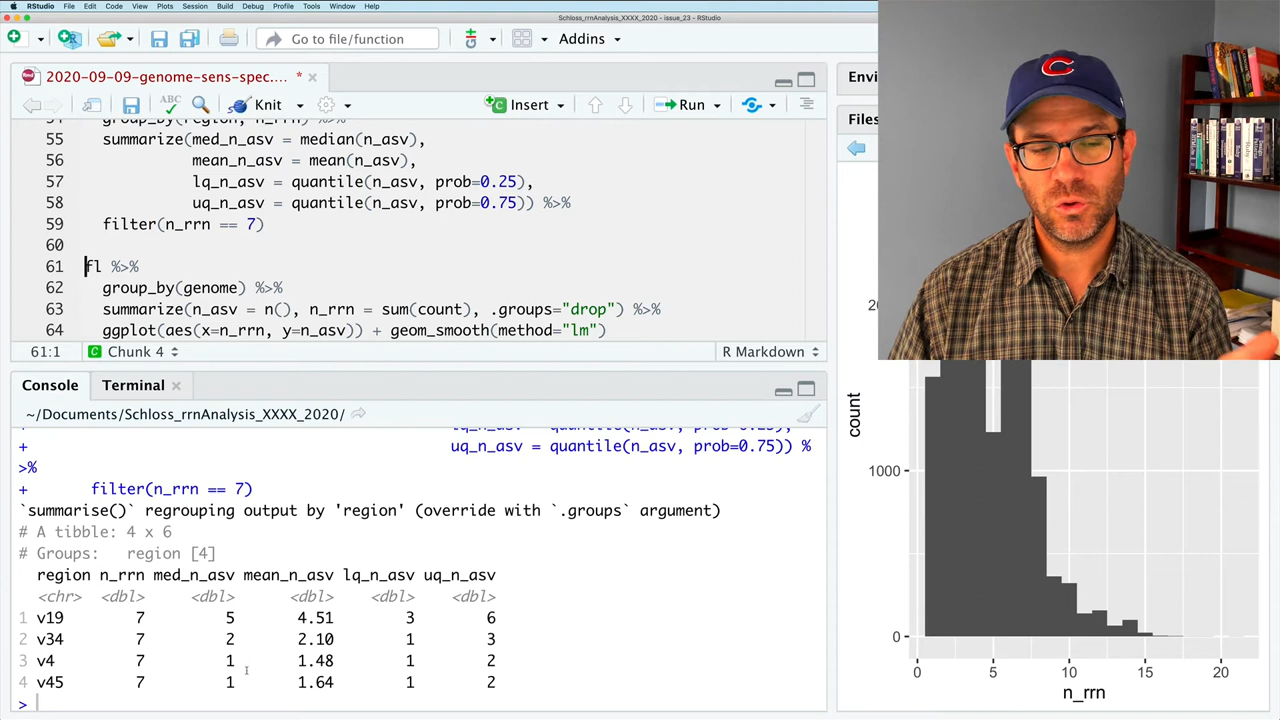 RStudio File Edit Code View Plots Session Build Debug Profile Tools Window Help
Schloss_rrnAnalysis_XXXX_2020 - issue_23 - RStudio
Go to file/function Addins
2020-09-09-genome-sens-spec.... * Envi
Knit Insert Run Files
54 group_by(region, n_rrn) %>%
55 summarize(med_n_asv = median(n_asv),
56 mean_n_asv = mean(n_asv),
57 lq_n_asv = quantile(n_asv, prob=0.25),
58 uq_n_asv = quantile(n_asv, prob=0.75)) %>%
59 filter(n_rrn == 7)
60
61 fl %>%
62 group_by(genome) %>%
63 summarize(n_asv = n(), n_rrn = sum(count), .groups="drop") %>%
64 ggplot(aes(x=n_rrn, y=n_asv)) + geom_smooth(method="lm")
61:1 Chunk 4 R Markdown
Console Terminal
~/Documents/Schloss_rrnAnalysis_XXXX_2020/
+ uq_n_asv = quantile(n_asv, prob=0.75)) %
>%
+ filter(n_rrn == 7)
`summarise()` regrouping output by 'region' (override with `.groups` argument)
# A tibble: 4 x 6
# Groups: region [4]
region n_rrn med_n_asv mean_n_asv lq_n_asv uq_n_asv
<chr> <dbl> <dbl> <dbl> <dbl> <dbl>
1 v19 7 5 4.51 3 6
2 v34 7 2 2.10 1 3
3 v4 7 1 1.48 1 2
4 v45 7 1 1.64 1 2
>
20
count
1000
0
0 5 10 15 20
n_rrn
C